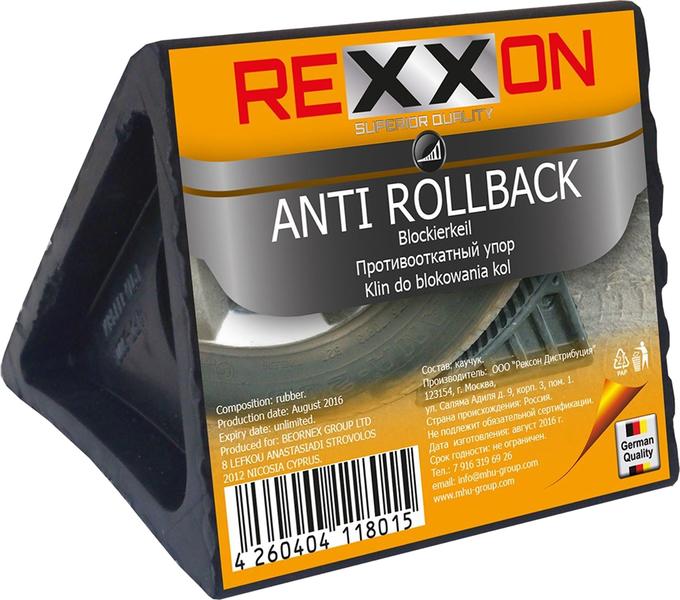 REXXON
SUPERIOR QUALITY
ANTI ROLLBACK
Blockierkeil
Противооткатный упор
Klin do blokowania kol
Composition: rubber.
Production date: August 2016
Expiry date: unlimited.
Produced for: BEORNEX GROUP LTD
8 LEFKOU ANASTASIADI STROVOLOS
2012 NICOSIA CYPRUS.
4 260404 118015
Состав: каучук.
Производитель: ООО "Рексон Дистрибуция"
123154, г. Москва,
ул. Саляма Адиля д. 9, корп. 3, пом. 1.
Страна происхождения: Россия.
Не подлежит обязательной сертификации.
Дата изготовления: август 2016 г.
Срок годности: не ограничен.
Тел.: 7 916 319 69 26
email: info@mhu-group.com
www.mhu-group.com
PAP
German
Quality